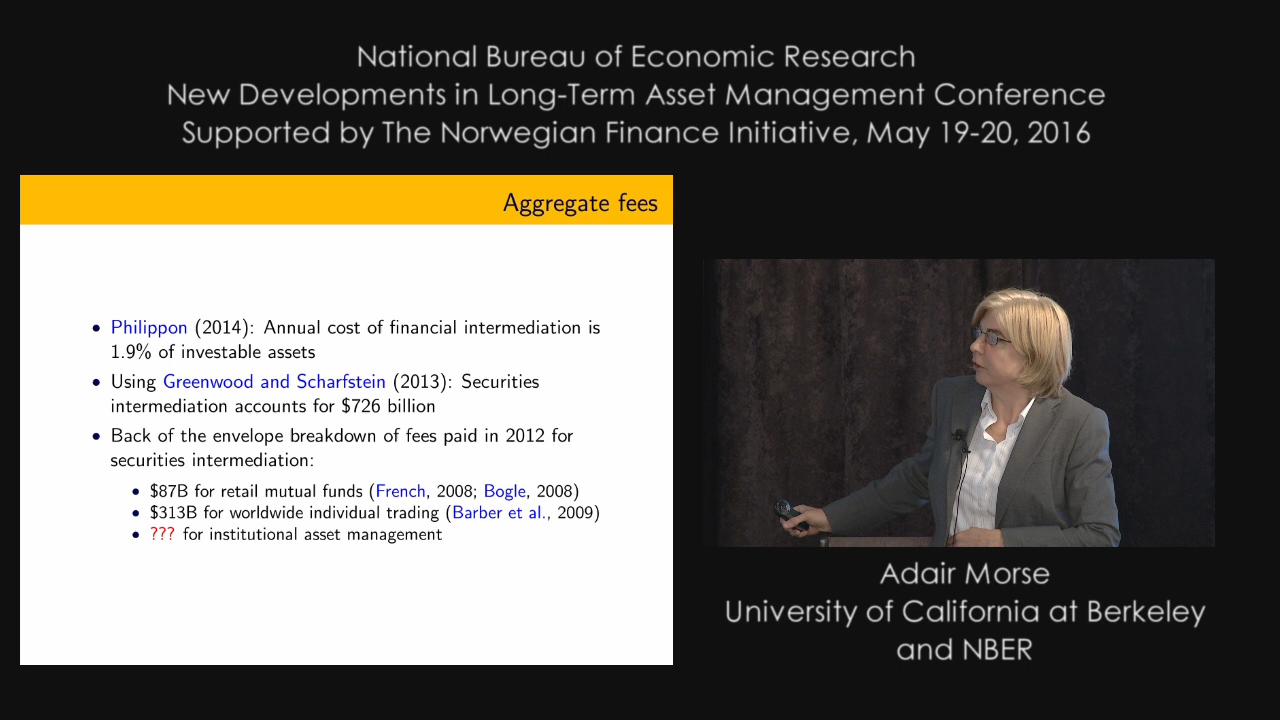 National Bureau of Economic Research
New Developments in Long-Term Asset Management Conference
Supported by The Norwegian Finance Initiative, May 19-20, 2016
Aggregate fees
• Philippon (2014): Annual cost of financial intermediation is
1.9% of investable assets
• Using Greenwood and Scharfstein (2013): Securities
intermediation accounts for $726 billion
• Back of the envelope breakdown of fees paid in 2012 for
securities intermediation:
• $87B for retail mutual funds (French, 2008; Bogle, 2008)
• $313B for worldwide individual trading (Barber et al., 2009)
• ??? for institutional asset management
Adair Morse
University of California at Berkeley
and NBER